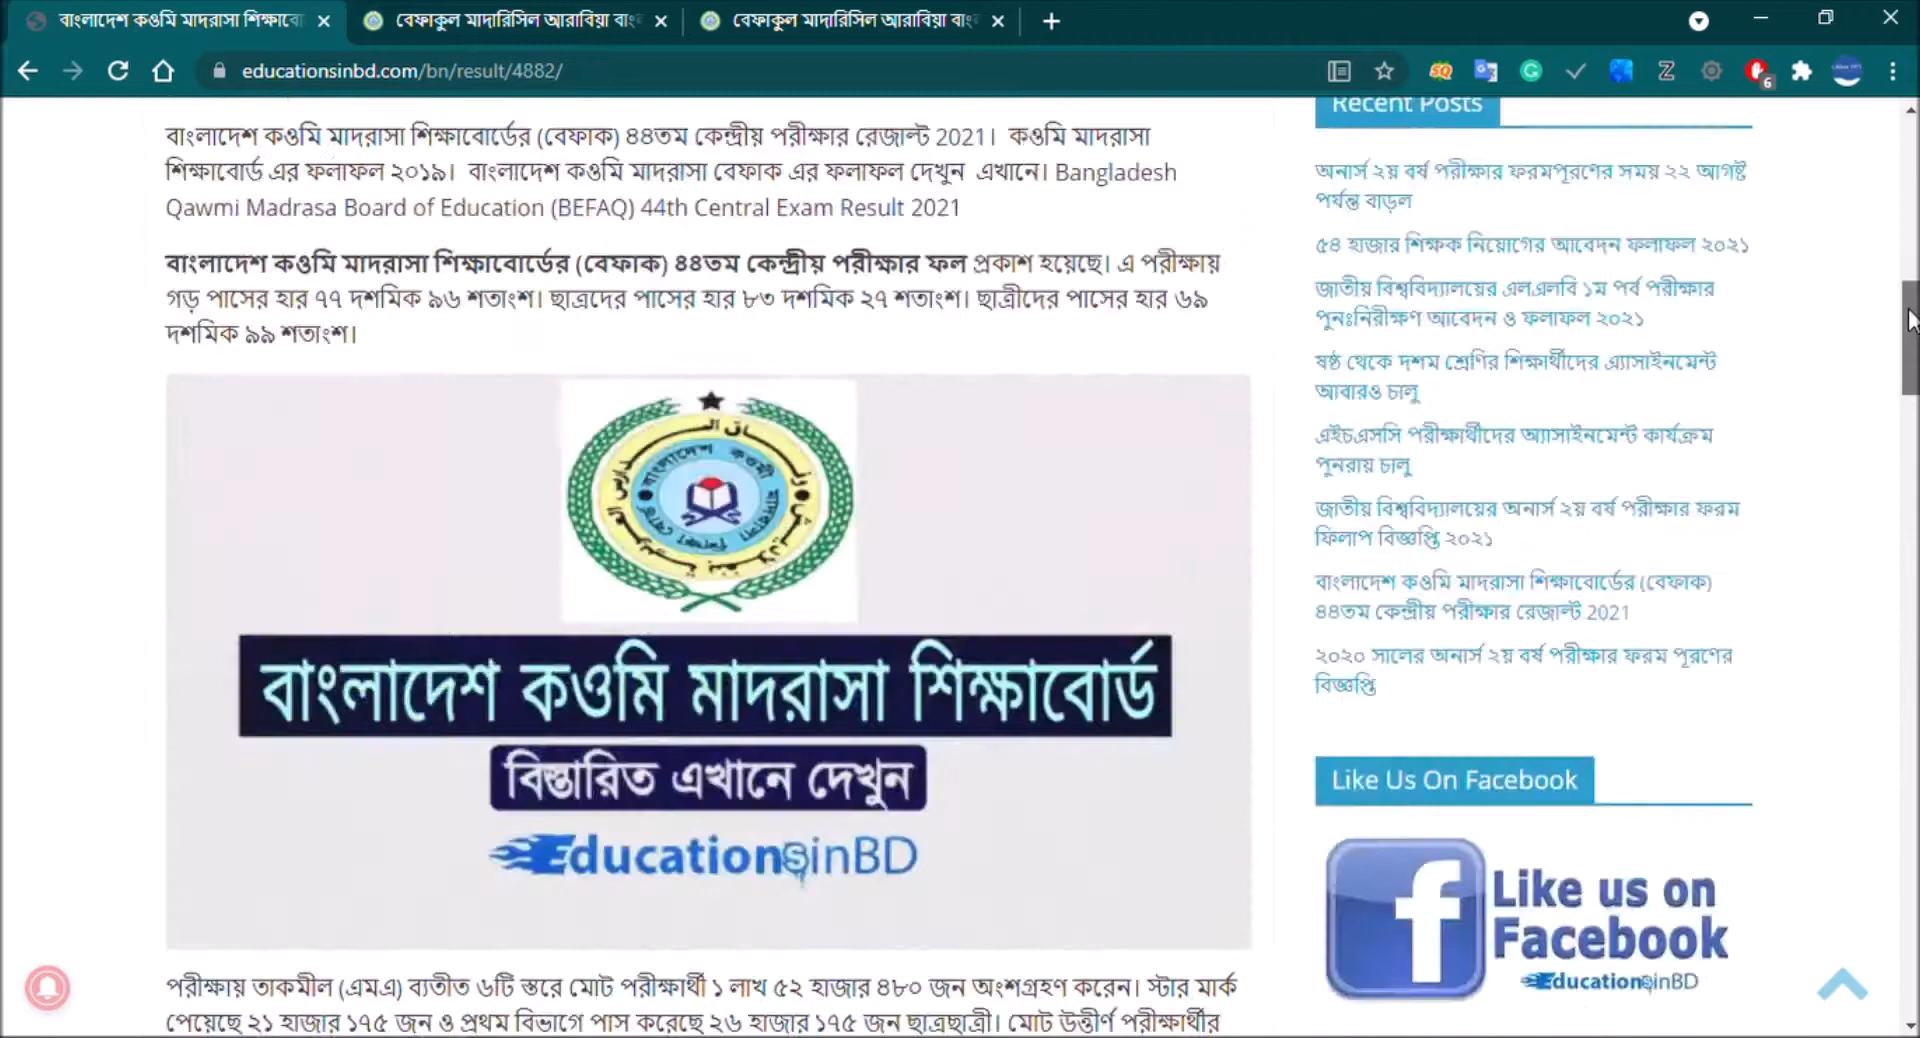 বাংলাদেশ কওমি মাদরাসা শিক্ষাবো
বেফাকুল মাদারিসিল আরাবিয়া বাং
বেফাকুল মাদারিসিল আরাবিয়া বাং
educationsinbd.com/bn/result/4882/
6
বাংলাদেশ কওমি মাদরাসা শিক্ষাবোর্ডের (বেফাক) ৪৪তম কেন্দ্রীয় পরীক্ষার রেজাল্ট 2021। কওমি মাদরাসা
শিক্ষাবোর্ড এর ফলাফল ২০১৯। বাংলাদেশ কওমি মাদরাসা বেফাক এর ফলাফল দেখুন এখানে। Bangladesh
Qawmi Madrasa Board of Education (BEFAQ) 44th Central Exam Result 2021
বাংলাদেশ কওমি মাদরাসা শিক্ষাবোর্ডের (বেফাক) ৪৪তম কেন্দ্রীয় পরীক্ষার ফল প্রকাশ হয়েছে। এ পরীক্ষায়
গড় পাসের হার ৭৭ দশমিক ৯৬ শতাংশ। ছাত্রদের পাসের হার ৮৩ দশমিক ২৭ শতাংশ। ছাত্রীদের পাসের হার ৬৯
দশমিক ৯৯ শতাংশ।
বাংলাদেশ কওমী মাদরাসা শিক্ষা বোর্ড
বাংলাদেশ কওমি মাদরাসা শিক্ষাবোর্ড
বিস্তারিত এখানে দেখুন
EducationsinBD
পরীক্ষায় তাকমীল (এমএ) ব্যতীত ৬টি স্তরে মোট পরীক্ষার্থী ১ লাখ ৫২ হাজার ৪৮০ জন অংশগ্রহণ করেন। স্টার মার্ক
পেয়েছে ২১ হাজার ১৭৫ জন ও প্রথম বিভাগে পাস করেছে ২৬ হাজার ১৭৫ জন ছাত্রছাত্রী। মোট উত্তীর্ণ পরীক্ষার্থীর
Recent Posts
অনার্স ২য় বর্ষ পরীক্ষার ফরমপূরণের সময় ২২ আগষ্ট
পর্যন্ত বাড়ল
৫৪ হাজার শিক্ষক নিয়োগের আবেদন ফলাফল ২০২১
জাতীয় বিশ্ববিদ্যালয়ের এলএলবি ১ম পর্ব পরীক্ষার
পুনঃনিরীক্ষণ আবেদন ও ফলাফল ২০২১
ষষ্ঠ থেকে দশম শ্রেণির শিক্ষার্থীদের এ্যাসাইনমেন্ট
আবারও চালু
এইচএসসি পরীক্ষার্থীদের অ্যাসাইনমেন্ট কার্যক্রম
পুনরায় চালু
জাতীয় বিশ্ববিদ্যালয়ের অনার্স ২য় বর্ষ পরীক্ষার ফরম
ফিলাপ বিজ্ঞপ্তি ২০২১
বাংলাদেশ কওমি মাদরাসা শিক্ষাবোর্ডের (বেফাক)
৪৪তম কেন্দ্রীয় পরীক্ষার রেজাল্ট 2021
২০২০ সালের অনার্স ২য় বর্ষ পরীক্ষার ফরম পূরণের
বিজ্ঞপ্তি
Like Us On Facebook
Like us on
Facebook
EducationsinBD